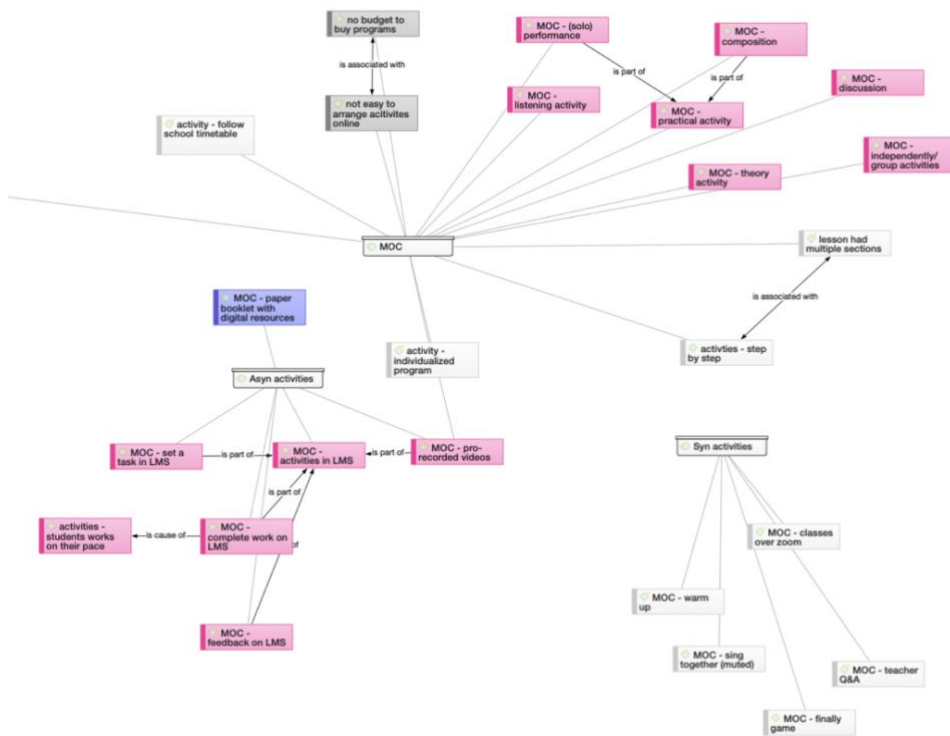 no budget to
buy programs
is associated with
not easy to
arrange acitivites
online
MOC - (solo)
performance
MOC -
composition
is part of
is part of
MOC -
listening activity
MOC -
practical activity
MOC -
discussion
activity - follow
school timetable
MOC -
independently/
group activities
MOC - theory
activity
MOC
lesson had
multiple sections
is associated with
activties - step
by step
MOC - paper
booklet with
digital resources
activity -
individualized
program
Asyn activities
MOC - set a
task in LMS
is part of
MOC -
activities in LMS
is part of
MOC - pro-
recorded videos
is part of
activities -
students works
on their pace
is cause of
MOC -
complete work on
LMS
of
MOC -
feedback on LMS
Syn activities
MOC - classes
over zoom
MOC - warm
up
MOC - sing
together (muted)
MOC - teacher
Q&A
MOC - finally
game